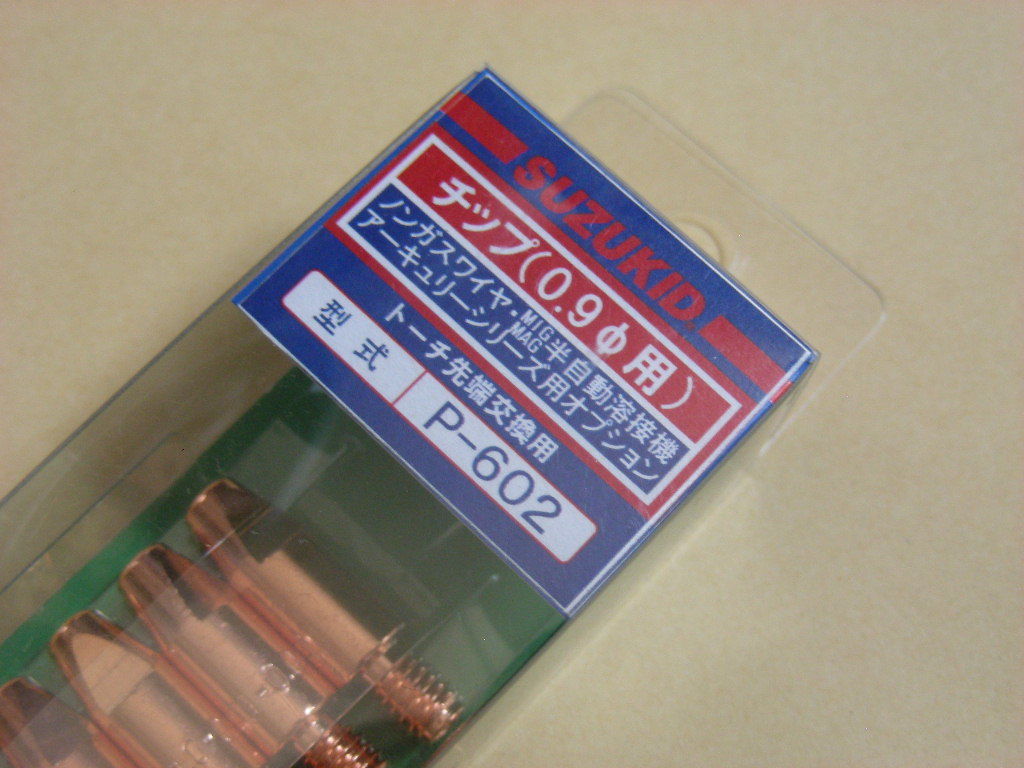 SUZUKID
チップ(0.9φ用)
ノンガスワイヤ・MIG MAG半自動溶接機
アーキュリーシリーズ用オプション
トーチ先端交換用
型式 P-602